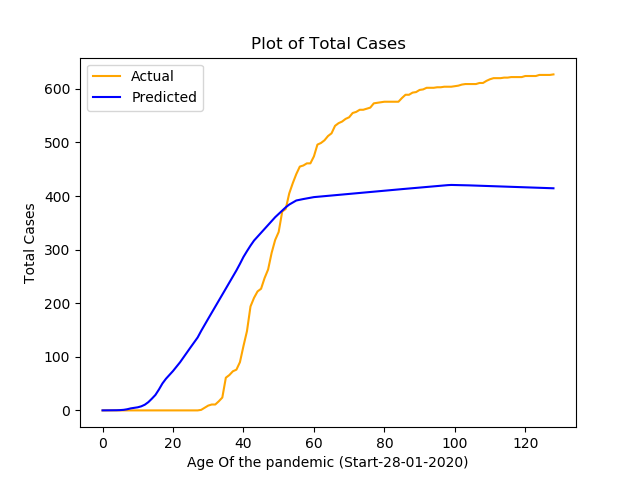 Plot of Total Cases
Actual
Predicted
600
500
400
300
200
100
0
Total Cases
0 20 40 60 80 100 120
Age Of the pandemic (Start-28-01-2020)